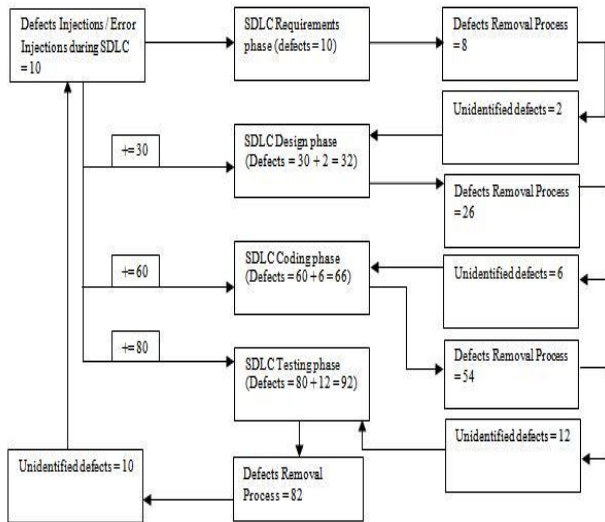 Defects Injections / Error
Injections during SDLC
= 10
SDLC Requirements
phase (defects = 10)
Defects Removal Process
= 8
Unidentified defects = 2
+= 30
SDLC Design phase
(Defects = 30 + 2 = 32)
Defects Removal Process
= 26
+= 60
SDLC Coding phase
(Defects = 60 + 6 = 66)
Unidentified defects = 6
+= 80
SDLC Testing phase
(Defects = 80 + 12 = 92)
Defects Removal Process
= 54
Unidentified defects = 12
Unidentified defects = 10
Defects Removal
Process = 82